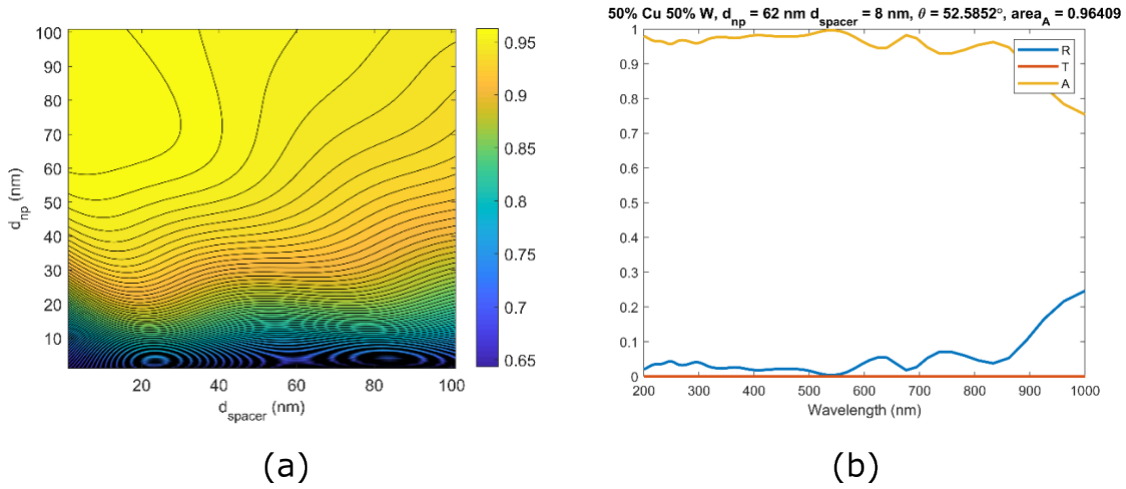 100
90
80
70
60
50
40
30
20
10
d_np (nm)
20 40 60 80 100
d_spacer (nm)
0.95
0.9
0.85
0.8
0.75
0.7
0.65
(a)
50% Cu 50% W, d_np = 62 nm d_spacer = 8 nm, θ = 52.5852°, area_A = 0.96409
1
0.9
0.8
0.7
0.6
0.5
0.4
0.3
0.2
0.1
0
R
T
A
200 300 400 500 600 700 800 900 1000
Wavelength (nm)
(b)